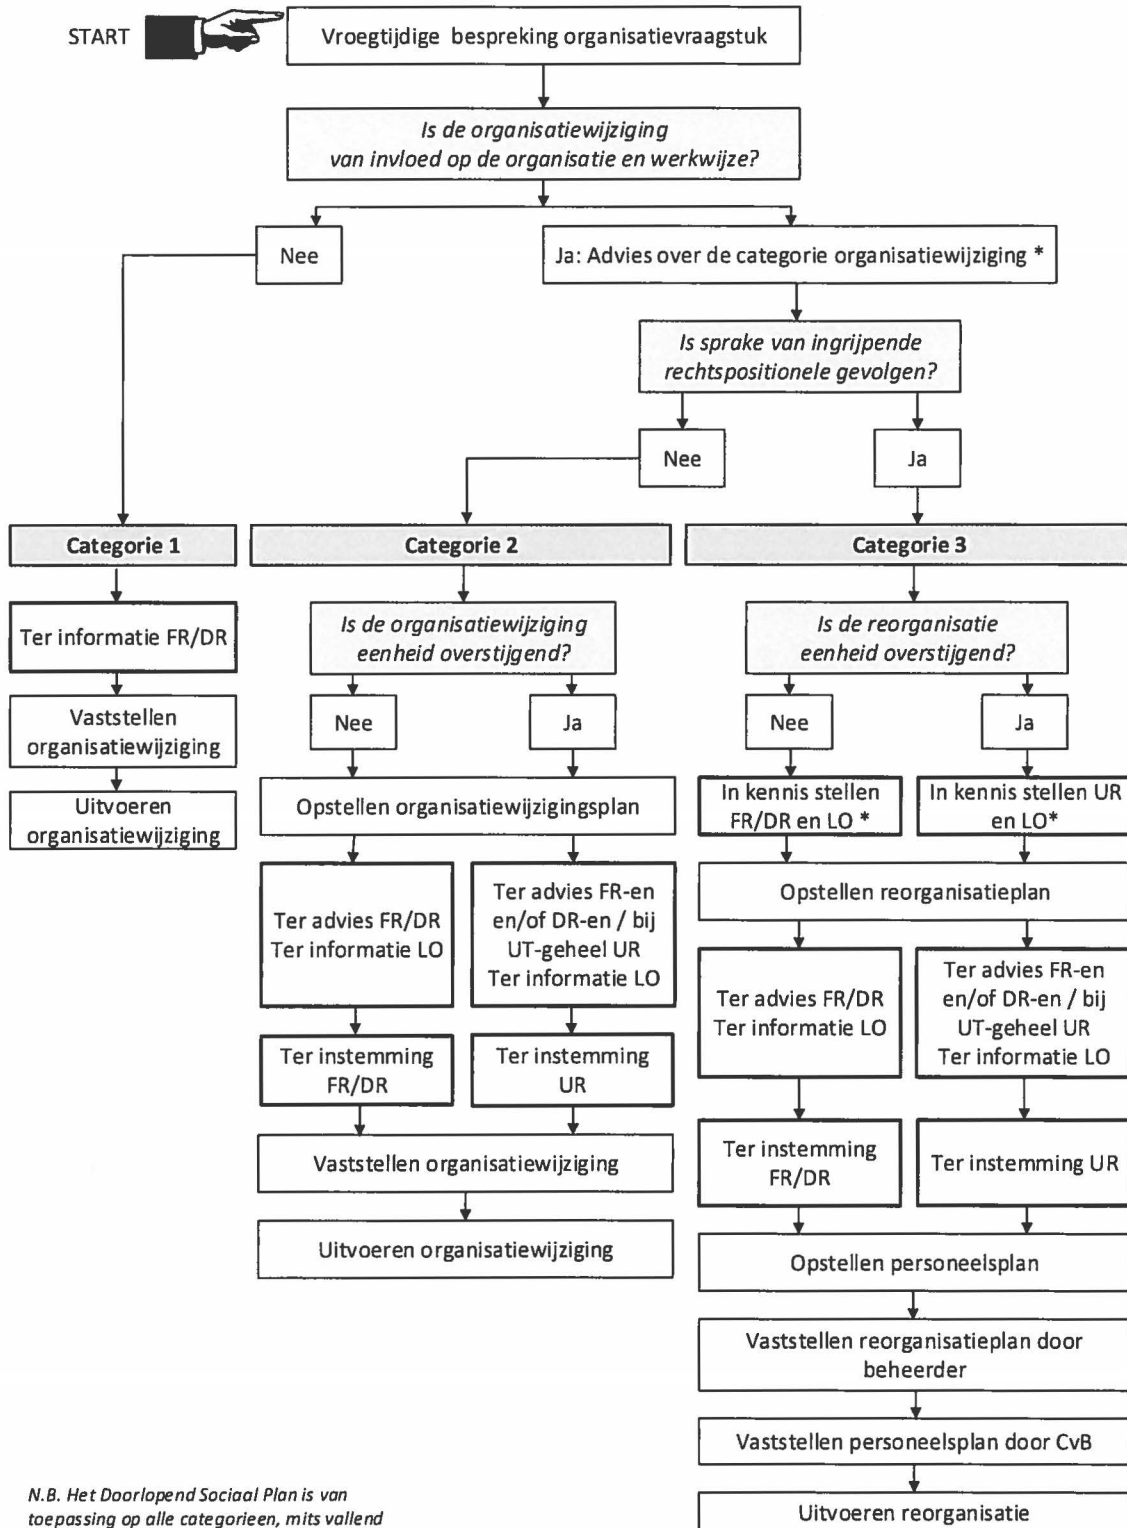 START
Vroegtijdige bespreking organisatievraagstuk
Is de organisatiewijziging
van invloed op de organisatie en werkwijze?
Nee
Ja: Advies over de categorie organisatiewijziging *
Is sprake van ingrijpende
rechtspositionele gevolgen?
Nee
Ja
Categorie 1
Categorie 2
Categorie 3
Ter informatie FR/DR
Vaststellen
organisatiewijziging
Uitvoeren
organisatiewijziging
Is de organisatiewijziging
eenheid overstijgend?
Nee
Ja
Opstellen organisatiewijzigingsplan
Ter advies FR/DR
Ter informatie LO
Ter advies FR-en
en/of DR-en / bij
UT-geheel UR
Ter informatie LO
Ter instemming
FR/DR
Ter instemming
UR
Vaststellen organisatiewijziging
Uitvoeren organisatiewijziging
Is de reorganisatie
eenheid overstijgend?
Nee
Ja
In kennis stellen
FR/DR en LO *
In kennis stellen UR
en LO*
Opstellen reorganisatieplan
Ter advies FR/DR
Ter informatie LO
Ter advies FR-en
en/of DR-en / bij
UT-geheel UR
Ter informatie LO
Ter instemming
FR/DR
Ter instemming UR
Opstellen personeelsplan
Vaststellen reorganisatieplan door
beheerder
Vaststellen personeelsplan door CvB
Uitvoeren reorganisatie
N.B. Het Doorlopend Sociaal Plan is van
toepassing op alle categorieen, mits vallend